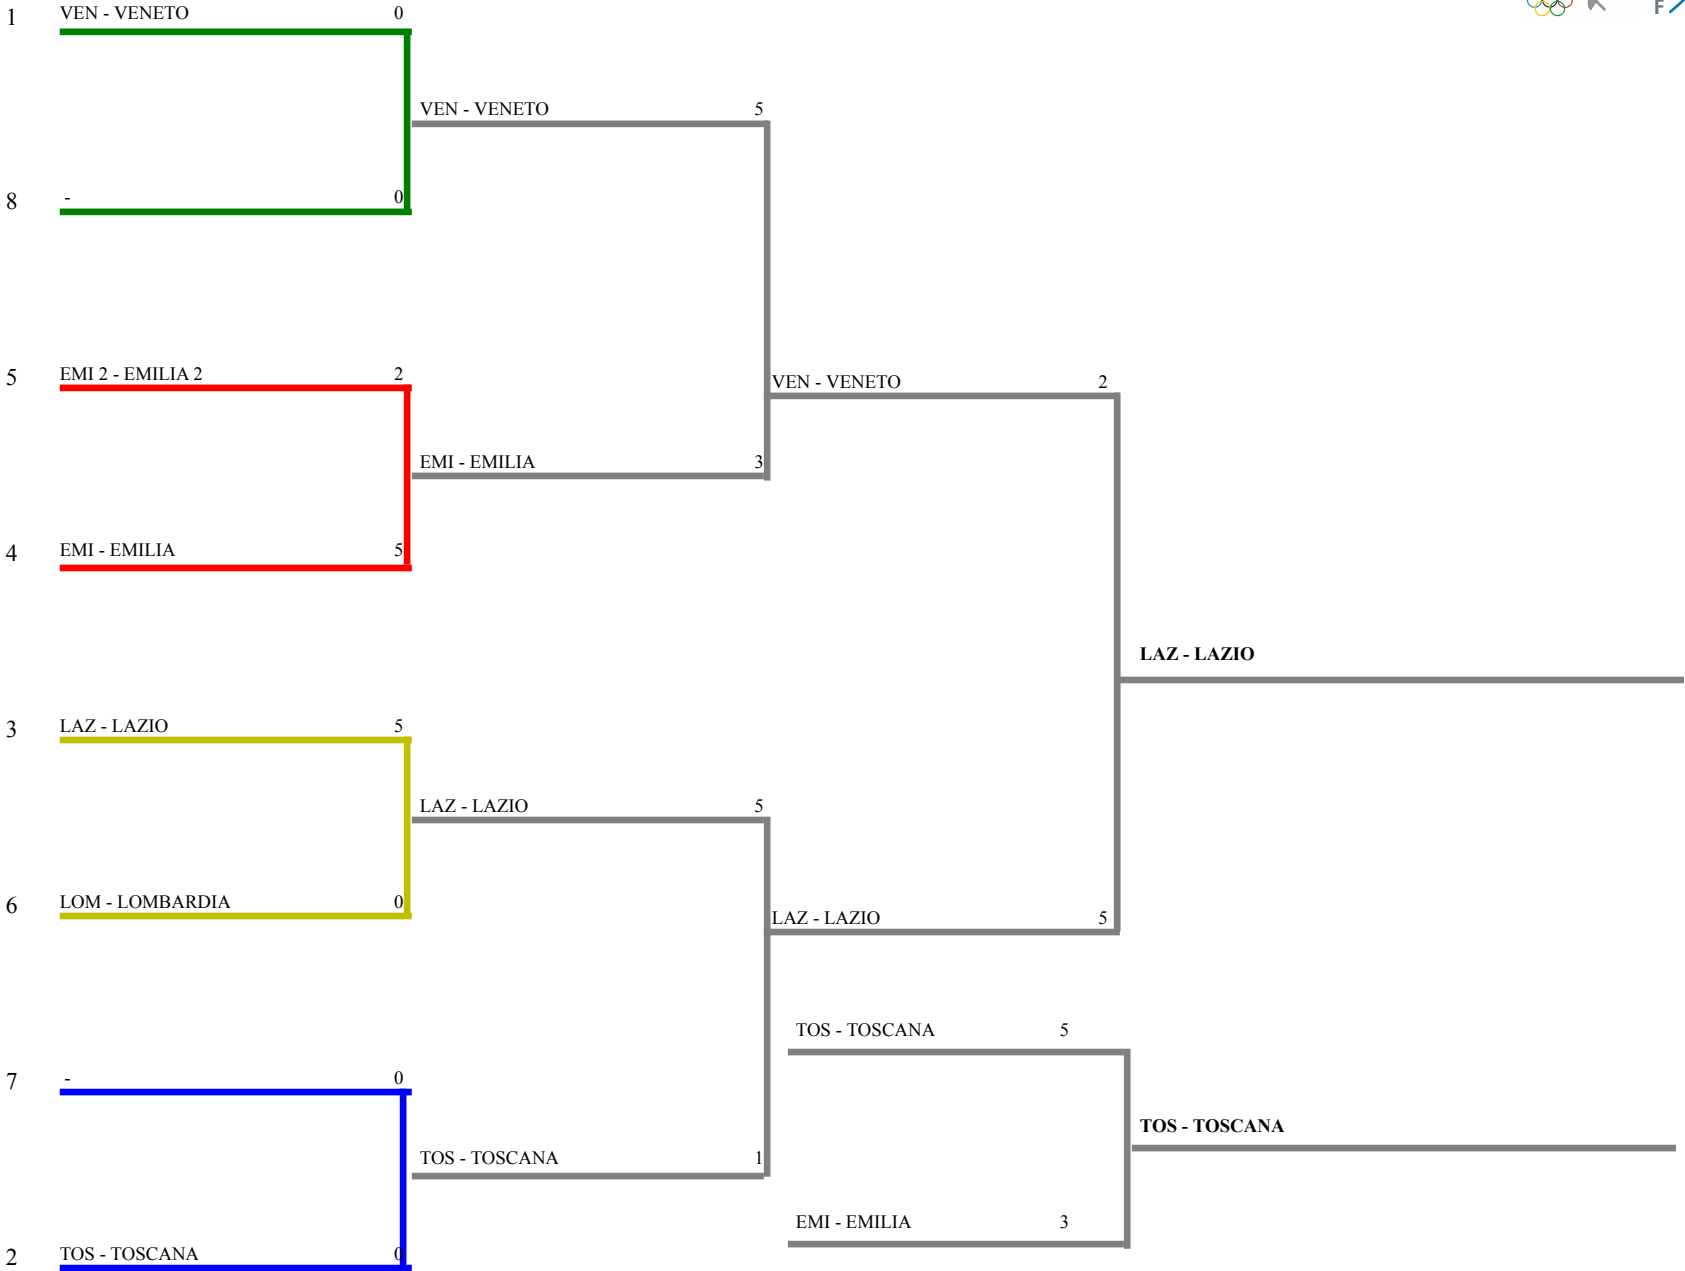 1 VEN - VENETO 0
VEN - VENETO 5
8 - 0
5 EMI 2 - EMILIA 2 2
VEN - VENETO 2
EMI - EMILIA 3
4 EMI - EMILIA 5
LAZ - LAZIO
3 LAZ - LAZIO 5
LAZ - LAZIO 5
6 LOM - LOMBARDIA 0
LAZ - LAZIO 5
TOS - TOSCANA 5
7 - 0
TOS - TOSCANA
TOS - TOSCANA 1
EMI - EMILIA 3
2 TOS - TOSCANA 0
F